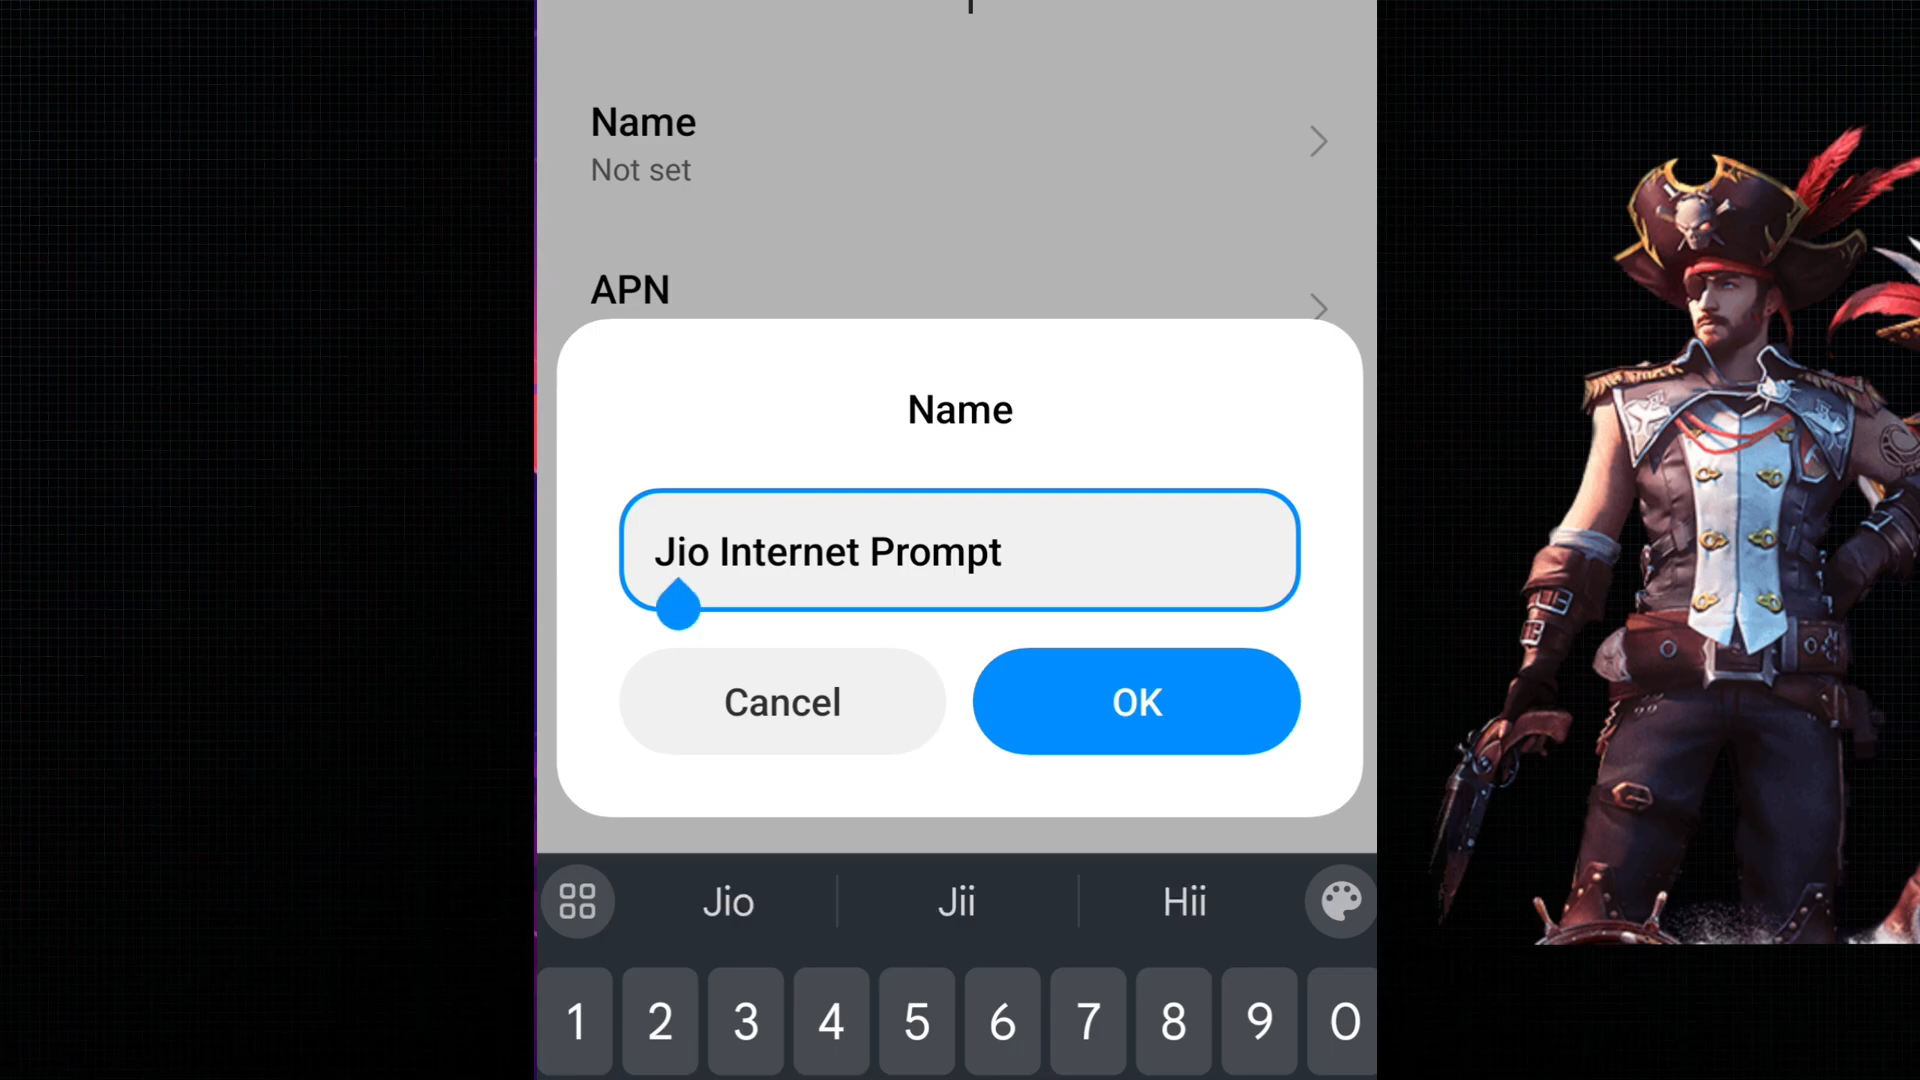 Name
Not set
APN
Name
Jio Internet Prompt
Cancel OK
Jio Jii Hii
1 2 3 4 5 6 7 8 9 0